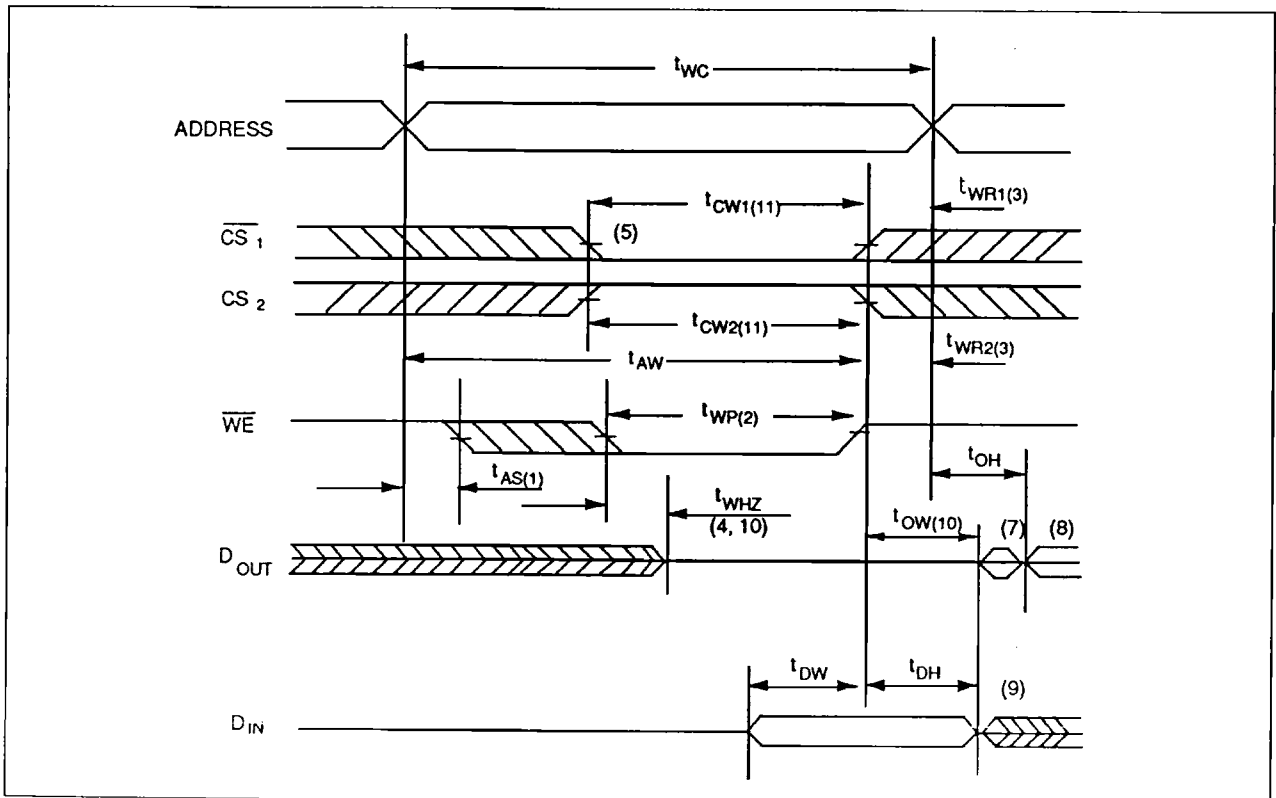 tWC
ADDRESS
tCW1(11)
tWR1(3)
CS1
(5)
CS2
tCW2(11)
tWR2(3)
tAW
WE
tWP(2)
tAS(1)
tOH
tWHZ
(4, 10)
tOW(10)
(7)
(8)
DOUT
tDW
tDH
(9)
DIN